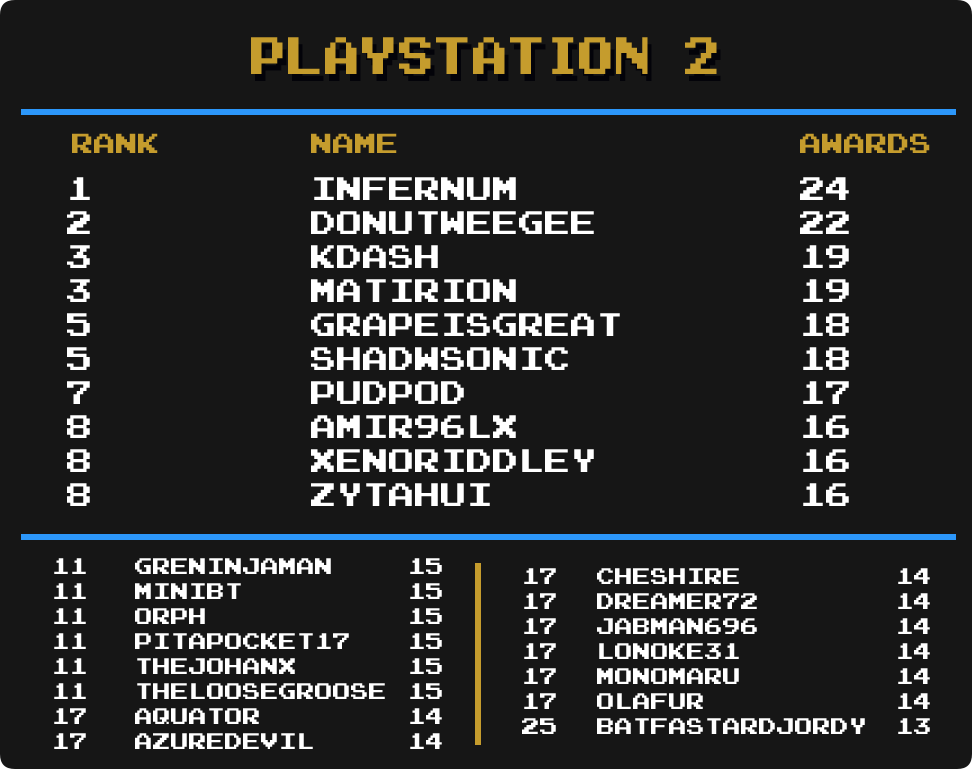 PLAYSTATION 2
RANK NAME AWARDS
1 INFERNUM 24
2 DONUTWEEGEE 22
3 KDASH 19
3 MATIRION 19
5 GRAPEISGREAT 18
5 SHADWSONIC 18
7 PUDPOD 17
8 AMIR96LX 16
8 XENORIDDLEY 16
8 ZYTAHUI 16
11 GRENINJAMAN 15
11 MINIBT 15
11 ORPH 15
11 PITAPOCKET17 15
11 THEJOHANX 15
11 THELOOSEGROOSE 15
17 AQUATOR 14
17 AZUREDEVIL 14
17 CHESHIRE 14
17 DREAMER72 14
17 JABMAN696 14
17 LONOKE31 14
17 MONOMARU 14
17 OLAFUR 14
25 BATFASTARDJORDY 13